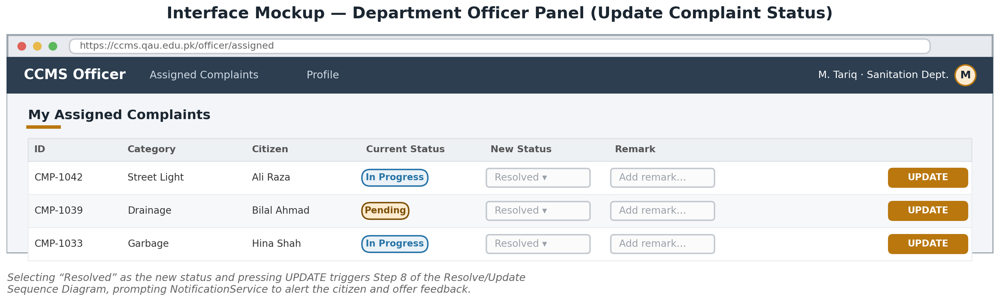 Interface Mockup — Department Officer Panel (Update Complaint Status)
https://ccms.qau.edu.pk/officer/assigned
CCMS Officer Assigned Complaints Profile M. Tariq · Sanitation Dept. M
My Assigned Complaints
ID Category Citizen Current Status New Status Remark
CMP-1042 Street Light Ali Raza In Progress Resolved ▾ Add remark... UPDATE
CMP-1039 Drainage Bilal Ahmad Pending Resolved ▾ Add remark... UPDATE
CMP-1033 Garbage Hina Shah In Progress Resolved ▾ Add remark... UPDATE
Selecting “Resolved” as the new status and pressing UPDATE triggers Step 8 of the Resolve/Update
Sequence Diagram, prompting NotificationService to alert the citizen and offer feedback.